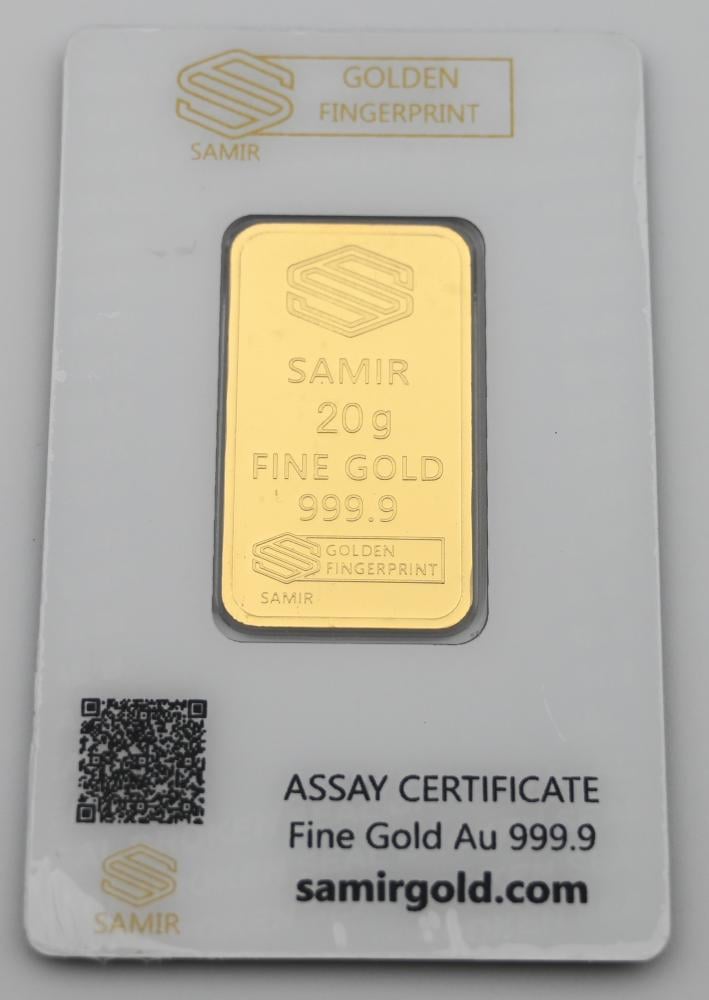 GOLDEN
FINGERPRINT
SAMIR
SAMIR
20g
FINE GOLD
999.9
GOLDEN
FINGERPRINT
SAMIR
ASSAY CERTIFICATE
Fine Gold Au 999.9
samirgold.com
SAMIR